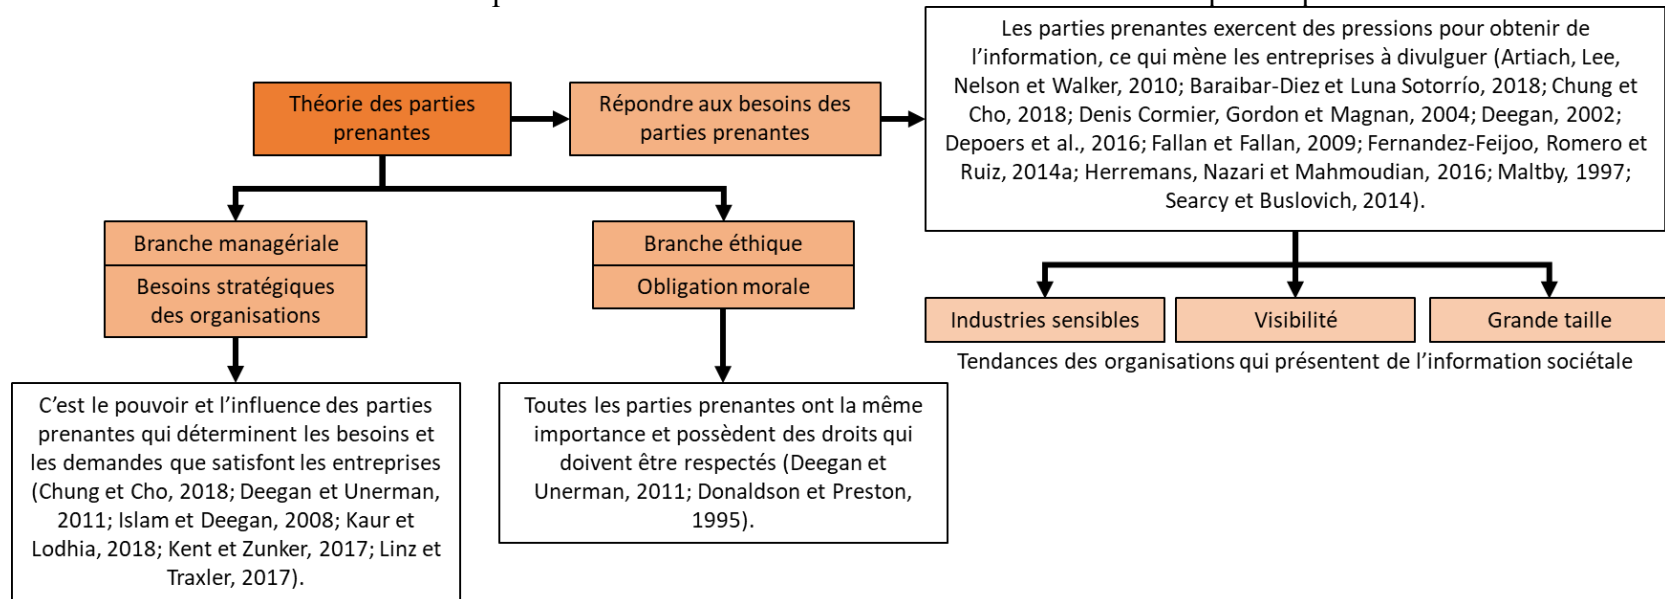 Théorie des parties
prenantes
Répondre aux besoins des
parties prenantes
Les parties prenantes exercent des pressions pour obtenir de
l’information, ce qui mène les entreprises à divulguer (Artiach, Lee,
Nelson et Walker, 2010; Baraibar-Diez et Luna Sotorrío, 2018; Chung et
Cho, 2018; Denis Cormier, Gordon et Magnan, 2004; Deegan, 2002;
Depoers et al., 2016; Fallan et Fallan, 2009; Fernandez-Feijoo, Romero et
Ruiz, 2014a; Herremans, Nazari et Mahmoudian, 2016; Maltby, 1997;
Searcy et Buslovich, 2014).
Branche managériale
Besoins stratégiques
des organisations
Branche éthique
Obligation morale
Industries sensibles
Visibilité
Grande taille
Tendances des organisations qui présentent de l’information sociétale
C’est le pouvoir et l’influence des parties
prenantes qui déterminent les besoins et
les demandes que satisfont les entreprises
(Chung et Cho, 2018; Deegan et Unerman,
2011; Islam et Deegan, 2008; Kaur et
Lodhia, 2018; Kent et Zunker, 2017; Linz et
Traxler, 2017).
Toutes les parties prenantes ont la même
importance et possèdent des droits qui
doivent être respectés (Deegan et
Unerman, 2011; Donaldson et Preston,
1995).